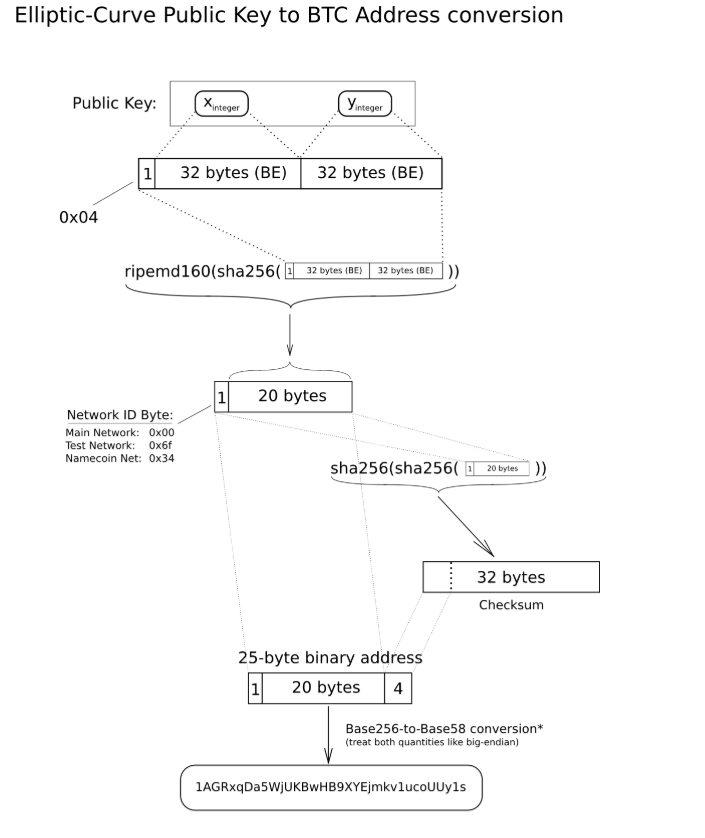 Elliptic-Curve Public Key to BTC Address conversion
Public Key: xinteger yinteger
1 32 bytes (BE) 32 bytes (BE)
0x04
ripemd160(sha256( 1 32 bytes (BE) 32 bytes (BE) ))
1 20 bytes
Network ID Byte:
Main Network: 0x00
Test Network: 0x6f
Namecoin Net: 0x34
sha256(sha256( 1 20 bytes ))
32 bytes
Checksum
25-byte binary address
1 20 bytes 4
Base256-to-Base58 conversion*
(treat both quantities like big-endian)
1AGRxqDa5WjUKBwHB9XYEjmkv1ucoUUy1s